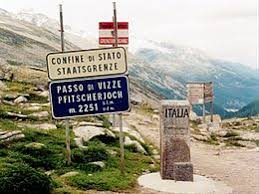 CONFINE DI STATO
STAATSGRENZE
PASSO DI VIZZE
PFITSCHERJOCH
m. 2251
ITALIA